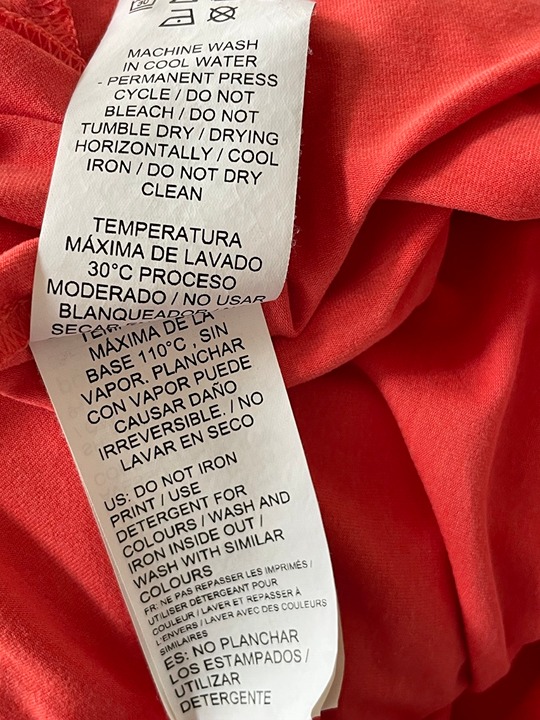 MACHINE WASH
IN COOL WATER
- PERMANENT PRESS
CYCLE / DO NOT
BLEACH / DO NOT
TUMBLE DRY / DRYING
HORIZONTALLY / COOL
IRON / DO NOT DRY
CLEAN
TEMPERATURA
MÁXIMA DE LAVADO
30°C PROCESO
MODERADO / NO USAR
BLANQUEADOR
MÁXIMA DE LA
BASE 110°C , SIN
VAPOR. PLANCHAR
CON VAPOR PUEDE
CAUSAR DAÑO
IRREVERSIBLE. / NO
LAVAR EN SECO
US: DO NOT IRON
PRINT / USE
DETERGENT FOR
COLOURS / WASH AND
IRON INSIDE OUT /
WASH WITH SIMILAR
COLOURS
FR: NE PAS REPASSER LES IMPRIMÉS /
UTILISER DÉTERGEANT POUR
COULEUR / LAVER ET REPASSER À
L'ENVERS / LAVER AVEC DES COULEURS
SIMILAIRES
ES: NO PLANCHAR
LOS ESTAMPADOS /
UTILIZAR
DETERGENTE